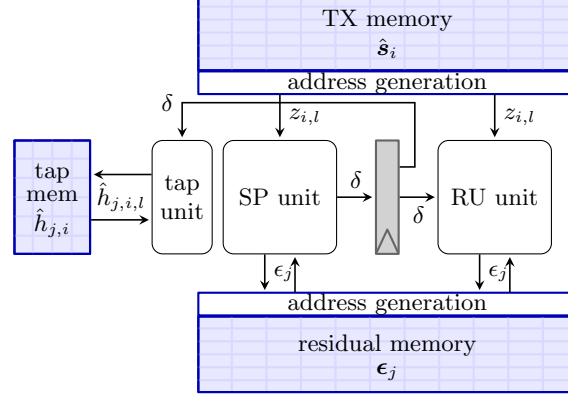 TX memory
ŝᵢ
address generation
δ
z_{i,l}
z_{i,l}
tap
mem
ĥ_{j,i}
ĥ_{j,i,l}
tap
unit
SP unit
δ
δ
RU unit
ϵ_j
ϵ_j
address generation
residual memory
ϵ_j